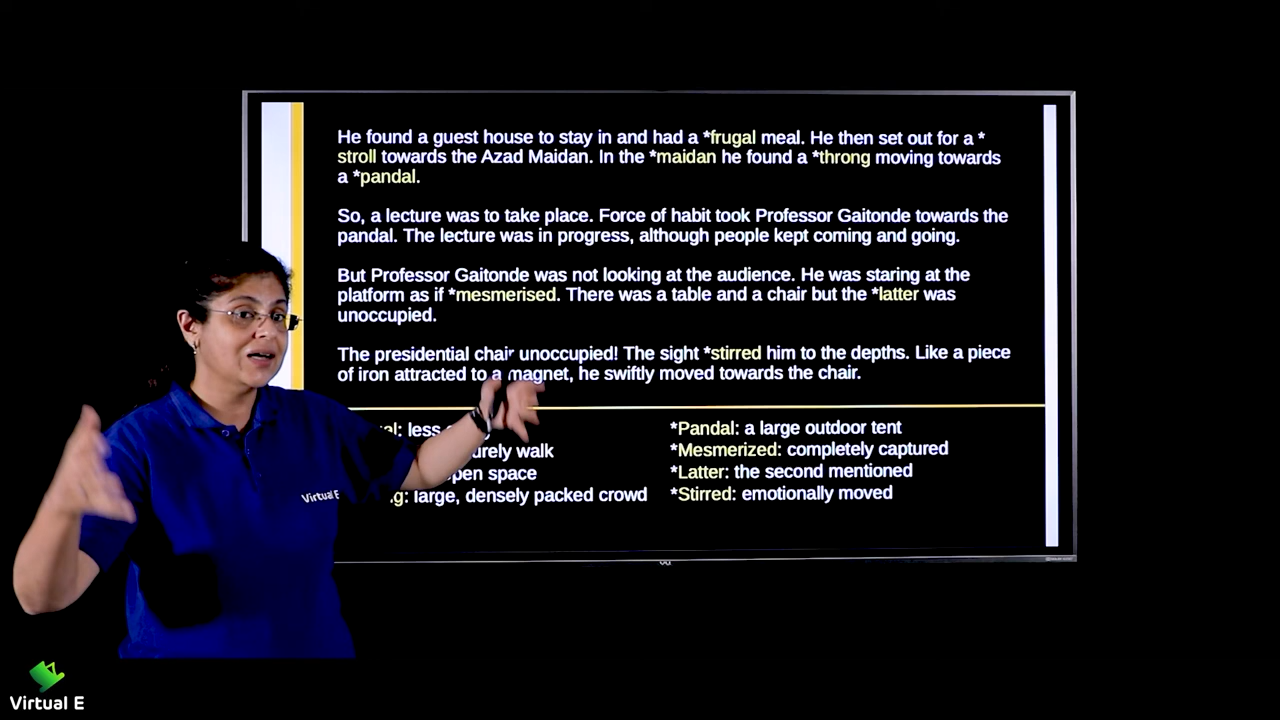 He found a guest house to stay in and had a *frugal meal. He then set out for a *
stroll towards the Azad Maidan. In the *maidan he found a *throng moving towards
a *pandal.
So, a lecture was to take place. Force of habit took Professor Gaitonde towards the
pandal. The lecture was in progress, although people kept coming and going.
But Professor Gaitonde was not looking at the audience. He was staring at the
platform as if *mesmerised. There was a table and a chair but the *latter was
unoccupied.
The presidential chair unoccupied! The sight *stirred him to the depths. Like a piece
of iron attracted to a magnet, he swiftly moved towards the chair.
less
walk
space
large, densely packed crowd
*Pandal: a large outdoor tent
*Mesmerized: completely captured
*Latter: the second mentioned
*Stirred: emotionally moved
Virtual E
Virtual E